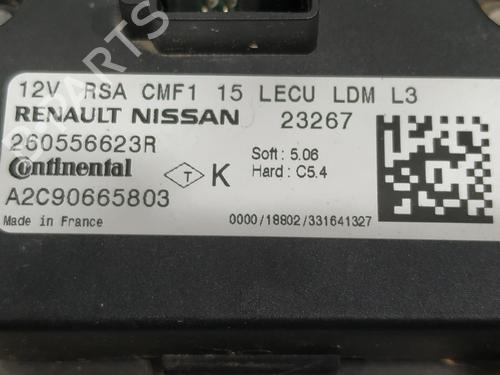 12V RSA CMF1 15 LECU LDM L3
RENAULT NISSAN 23267
260556623R
Continental
Soft : 5.06
T K
Hard : C5.4
A2C90665803
Made in France
0000/18802/331641327